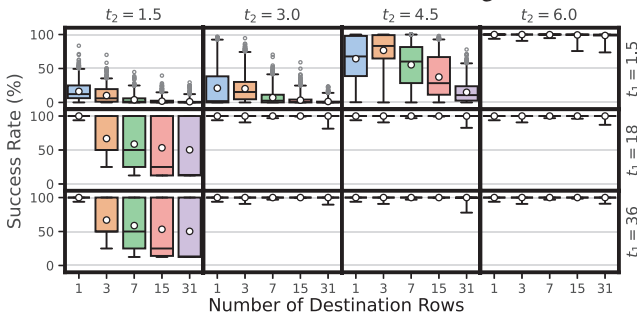 t₂ = 1.5 t₂ = 3.0 t₂ = 4.5 t₂ = 6.0
100
50
0
t₁ = 1.5
100
50
0
t₁ = 18
100
50
0
t₁ = 36
Success Rate (%)
1 3 7 15 31 1 3 7 15 31 1 3 7 15 31 1 3 7 15 31
Number of Destination Rows